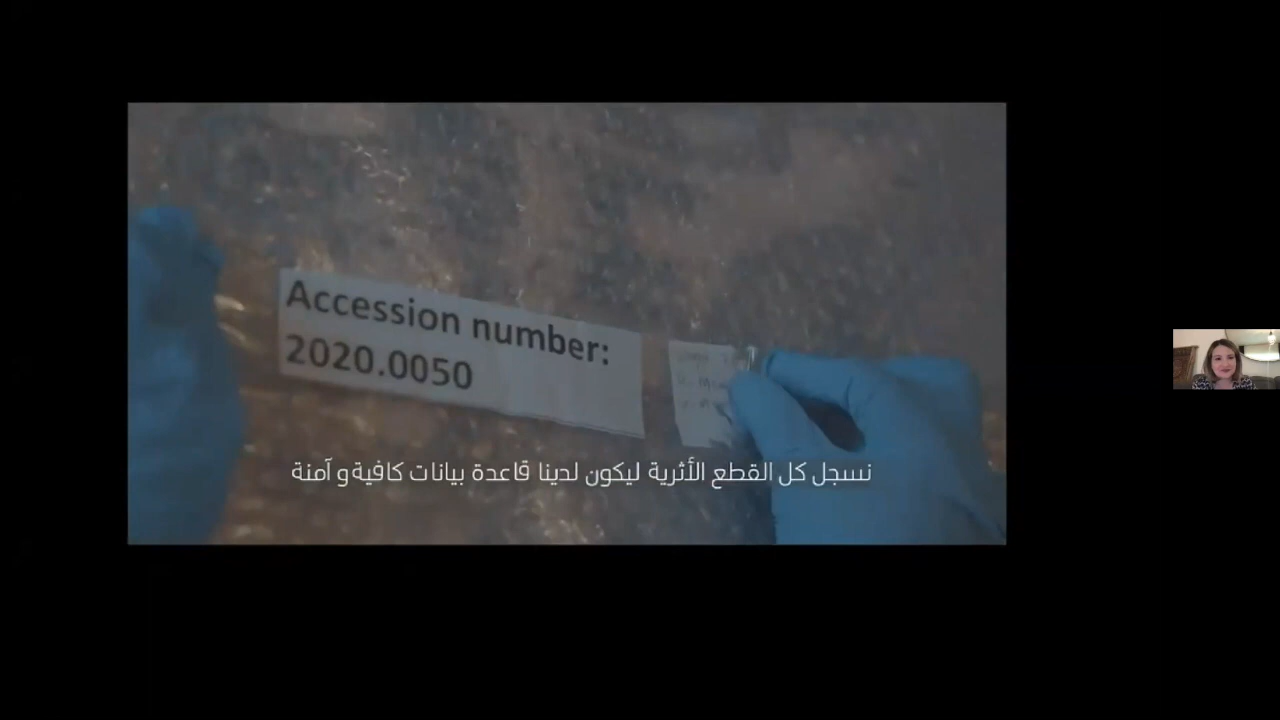 Accession number:
2020.0050
نسجل كل القطع الأثرية ليكون لدينا قاعدة بيانات كافية و آمنة